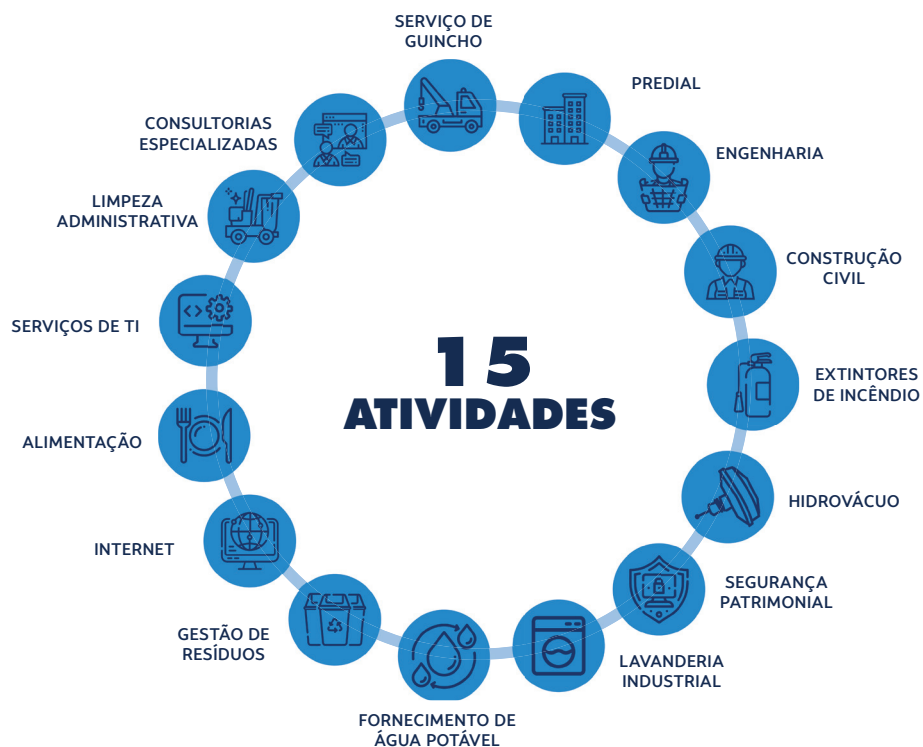 SERVIÇO DE
GUINCHO
PREDIAL
ENGENHARIA
CONSTRUÇÃO
CIVIL
EXTINTORES
DE INCÊNDIO
HIDROVÁCUO
SEGURANÇA
PATRIMONIAL
LAVANDERIA
INDUSTRIAL
FORNECIMENTO DE
ÁGUA POTÁVEL
GESTÃO DE
RESÍDUOS
INTERNET
ALIMENTAÇÃO
SERVIÇOS DE TI
LIMPEZA
ADMINISTRATIVA
CONSULTORIAS
ESPECIALIZADAS
15
ATIVIDADES